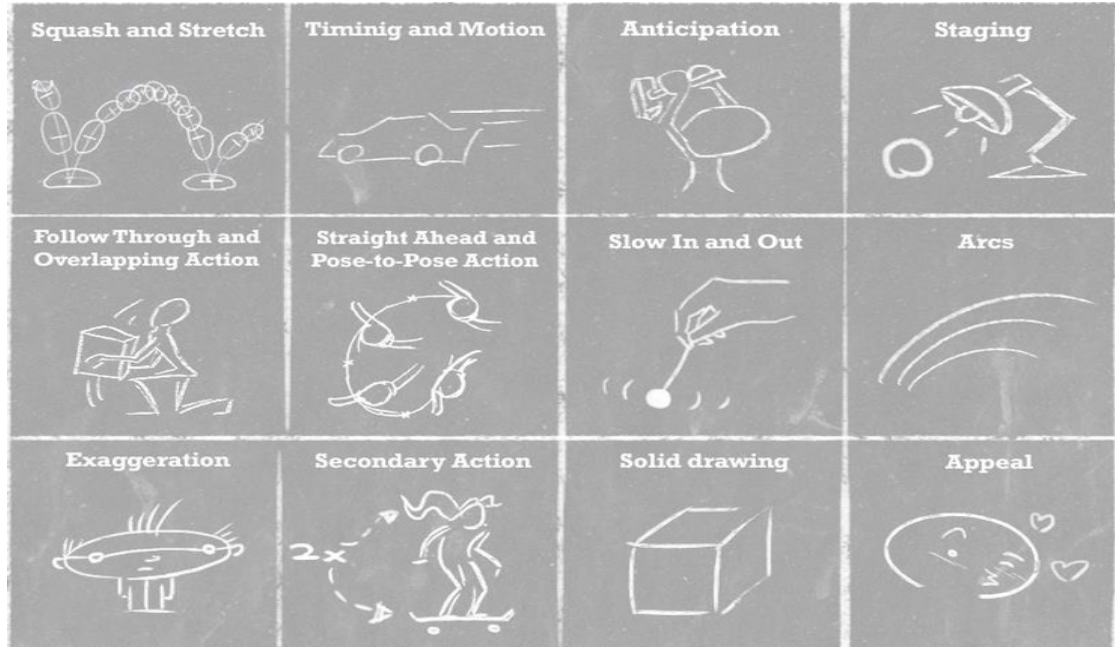 Squash and Stretch
Timinig and Motion
Anticipation
Staging
Follow Through and
Overlapping Action
Straight Ahead and
Pose-to-Pose Action
Slow In and Out
Arcs
Exaggeration
Secondary Action
Solid drawing
Appeal
2x